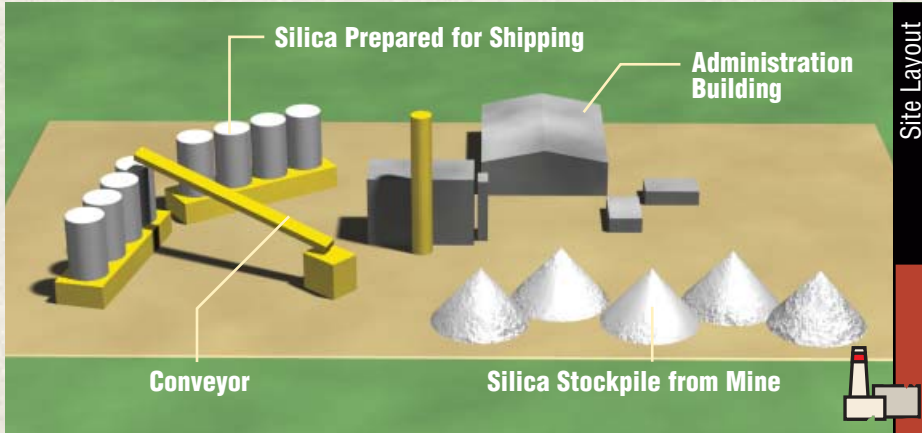 Silica Prepared for Shipping
Administration
Building
Site Layout
Conveyor
Silica Stockpile from Mine